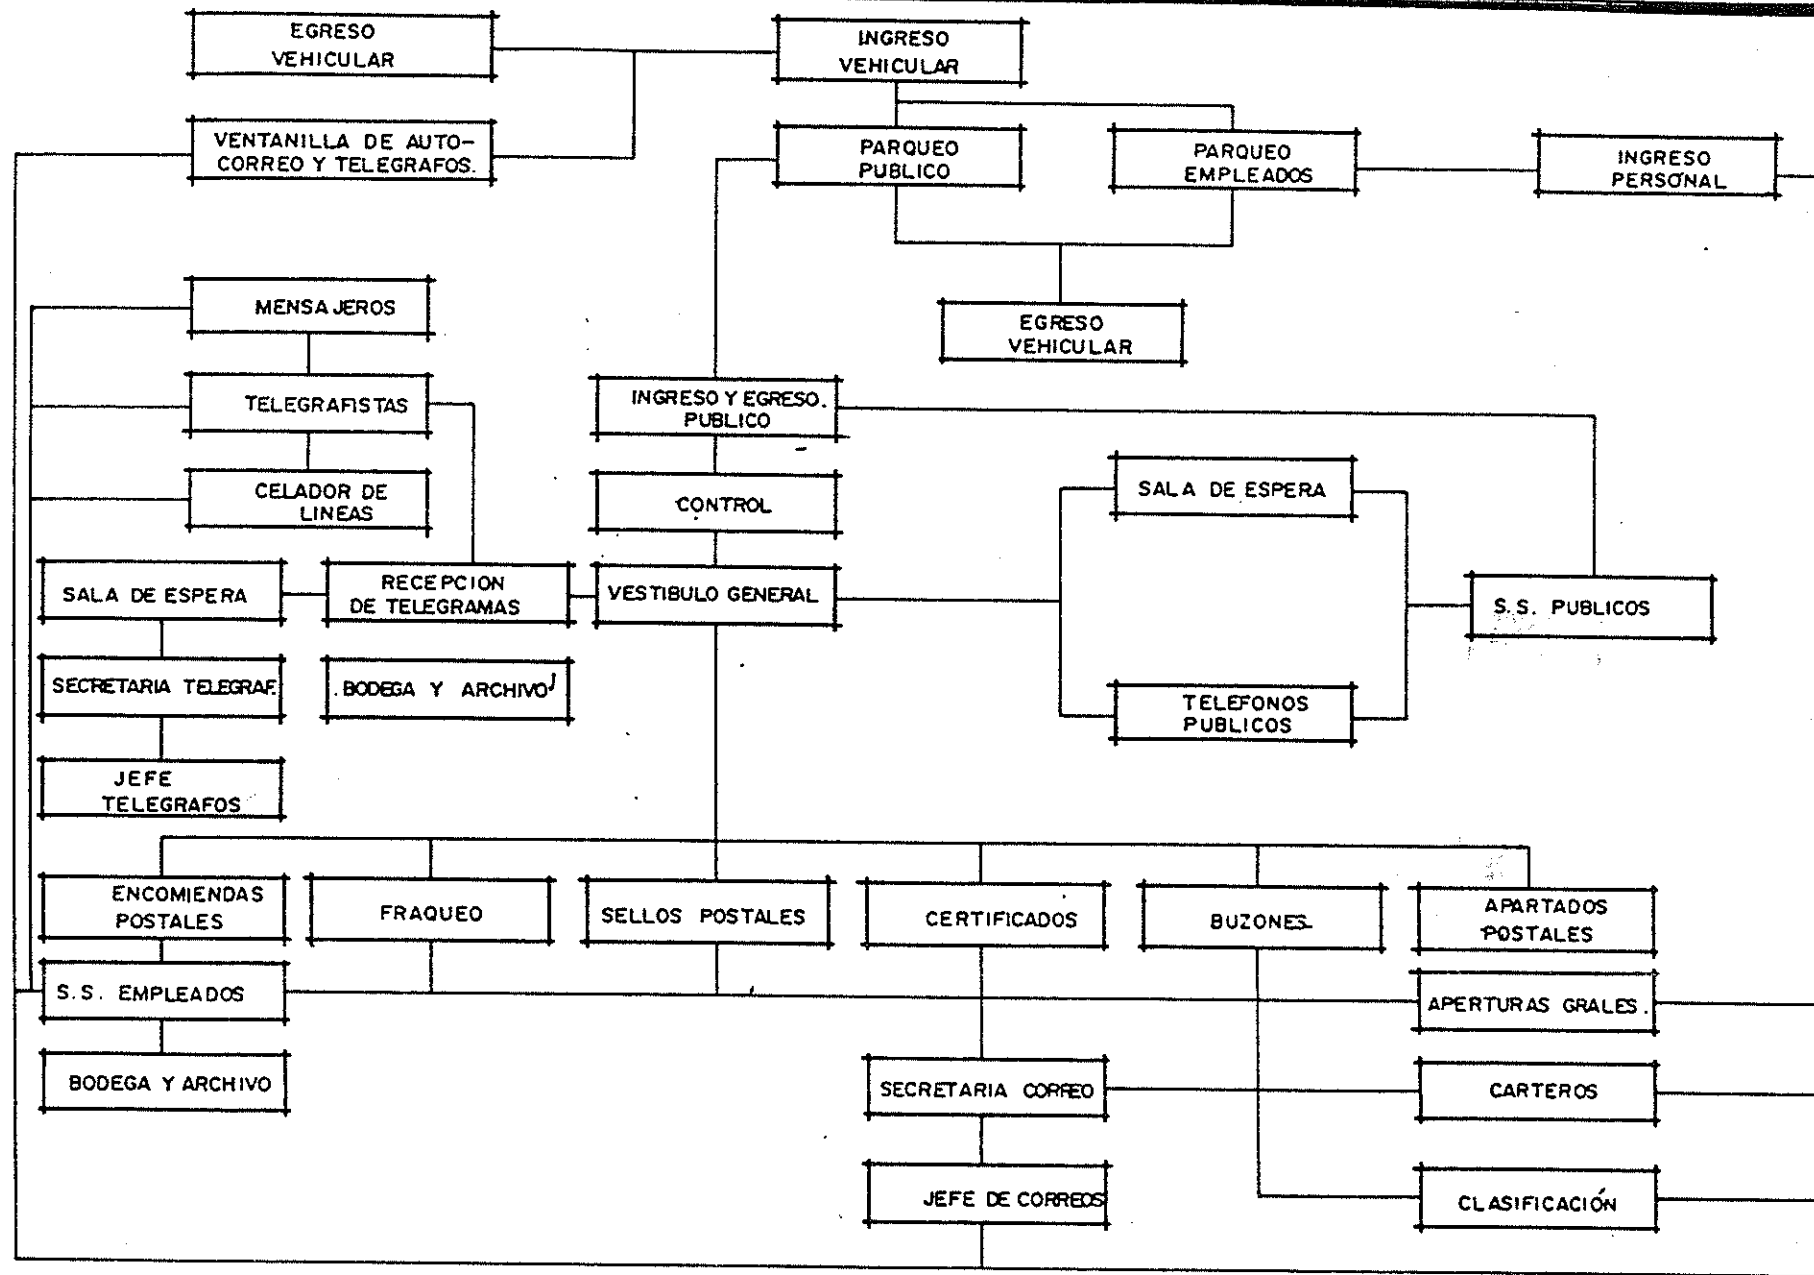 EGRESO
VEHICULAR
INGRESO
VEHICULAR
VENTANILLA DE AUTO-
CORREO Y TELEGRAFOS.
PARQUEO
PUBLICO
PARQUEO
EMPLEADOS
INGRESO
PERSONAL
MENSAJEROS
EGRESO
VEHICULAR
TELEGRAFISTAS
INGRESO Y EGRESO.
PUBLICO
CELADOR DE
LINEAS
CONTROL
SALA DE ESPERA
SALA DE ESPERA
RECEPCION
DE TELEGRAMAS
VESTIBULO GENERAL
S.S. PUBLICOS
SECRETARIA TELEGRAF.
BODEGA Y ARCHIVO
TELEFONOS
PUBLICOS
JEFE
TELEGRAFOS
ENCOMIENDAS
POSTALES
FRAQUEO
SELLOS POSTALES
CERTIFICADOS
BUZONES
APARTADOS
POSTALES
S.S. EMPLEADOS
APERTURAS GRALES.
BODEGA Y ARCHIVO
SECRETARIA CORREO
CARTEROS
JEFE DE CORREOS
CLASIFICACIÓN